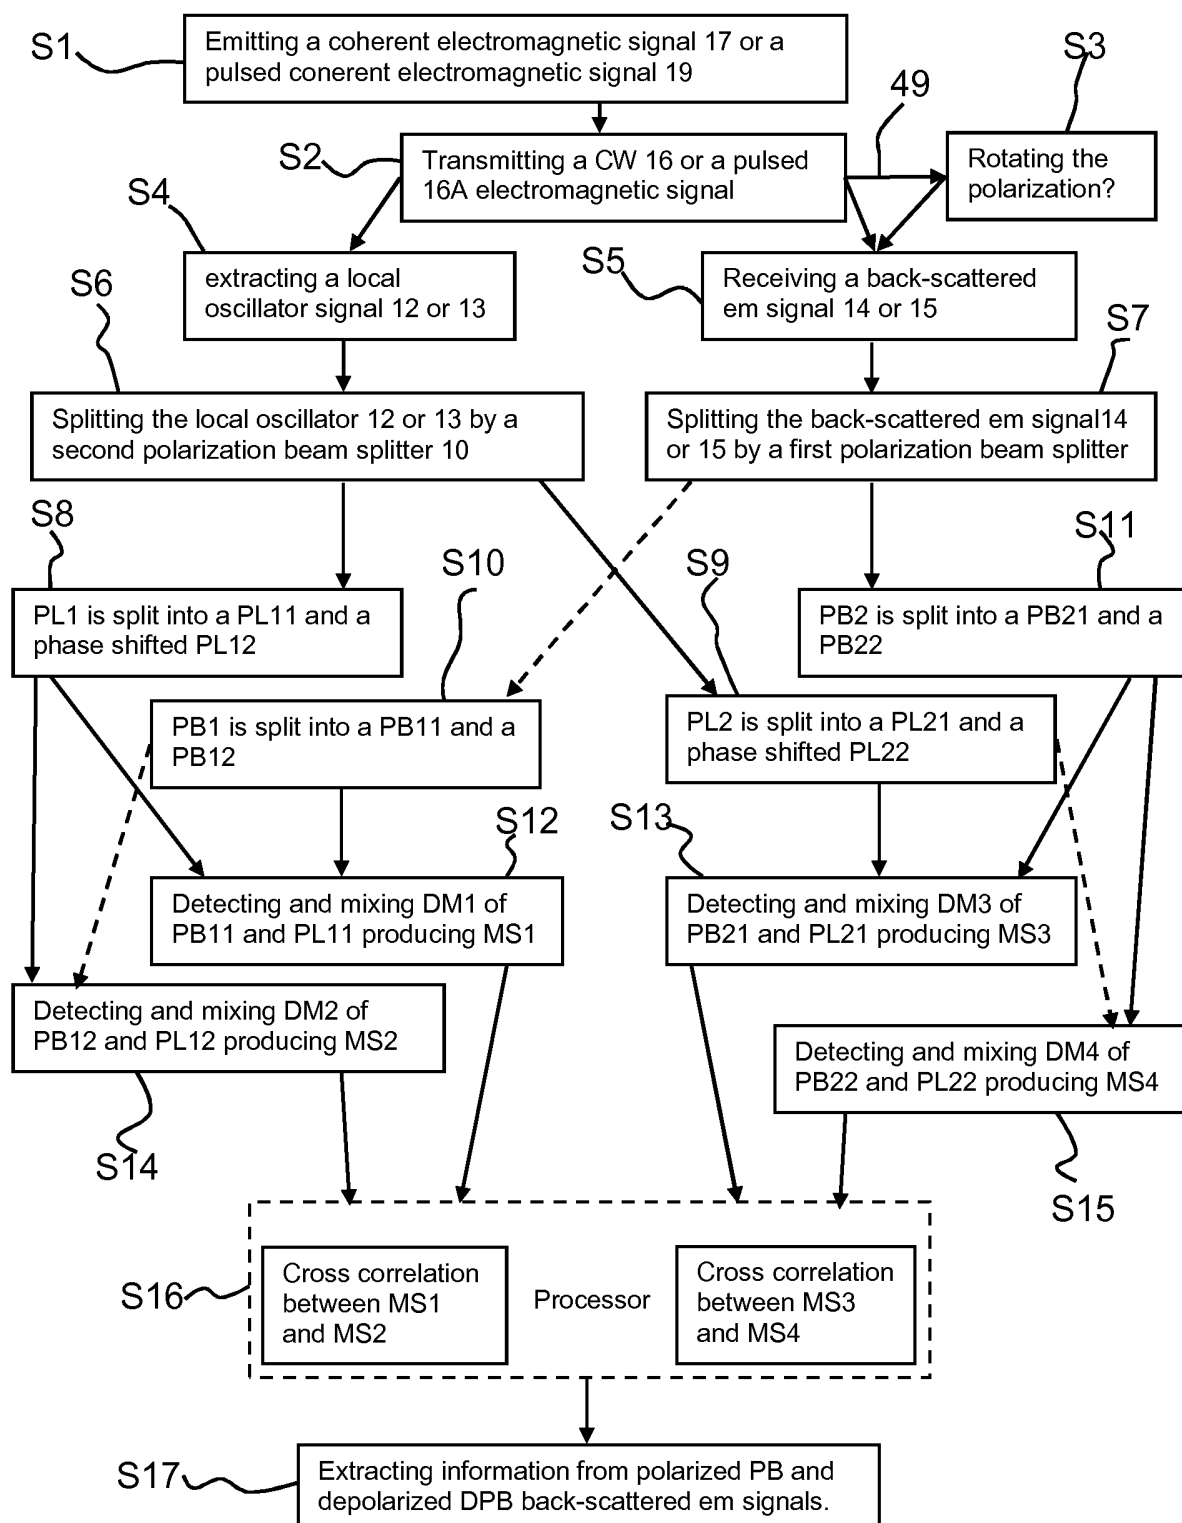 S1
Emitting a coherent electromagnetic signal 17 or a
pulsed conerent electromagnetic signal 19
S3
49
S2
Transmitting a CW 16 or a pulsed
16A electromagnetic signal
Rotating the
polarization?
S4
extracting a local
oscillator signal 12 or 13
S5
Receiving a back-scattered
em signal 14 or 15
S6
Splitting the local oscillator 12 or 13 by a
second polarization beam splitter 10
S7
Splitting the back-scattered em signal14
or 15 by a first polarization beam splitter
S8
PL1 is split into a PL11 and a
phase shifted PL12
S10
PB1 is split into a PB11 and a
PB12
S9
PL2 is split into a PL21 and a
phase shifted PL22
S11
PB2 is split into a PB21 and a
PB22
S12
Detecting and mixing DM1 of
PB11 and PL11 producing MS1
S13
Detecting and mixing DM3 of
PB21 and PL21 producing MS3
Detecting and mixing DM2 of
PB12 and PL12 producing MS2
S14
Detecting and mixing DM4 of
PB22 and PL22 producing MS4
S15
S16
Cross correlation
between MS1
and MS2
Processor
Cross correlation
between MS3
and MS4
S17
Extracting information from polarized PB and
depolarized DPB back-scattered em signals.